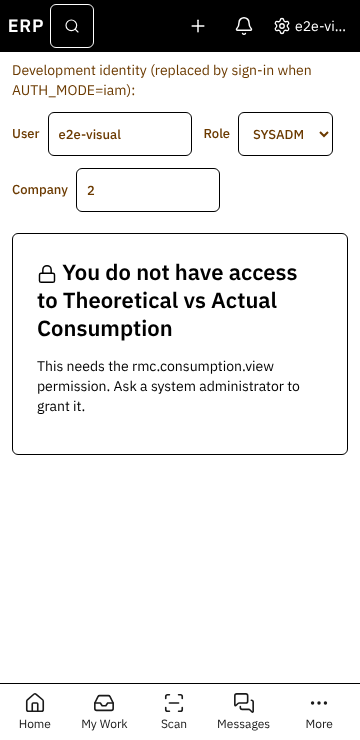 ERP
e2e-vi...
Development identity (replaced by sign-in when
AUTH_MODE=iam):
User e2e-visual Role SYSADM
Company 2
You do not have access
to Theoretical vs Actual
Consumption
This needs the rmc.consumption.view
permission. Ask a system administrator to
grant it.
Home My Work Scan Messages More